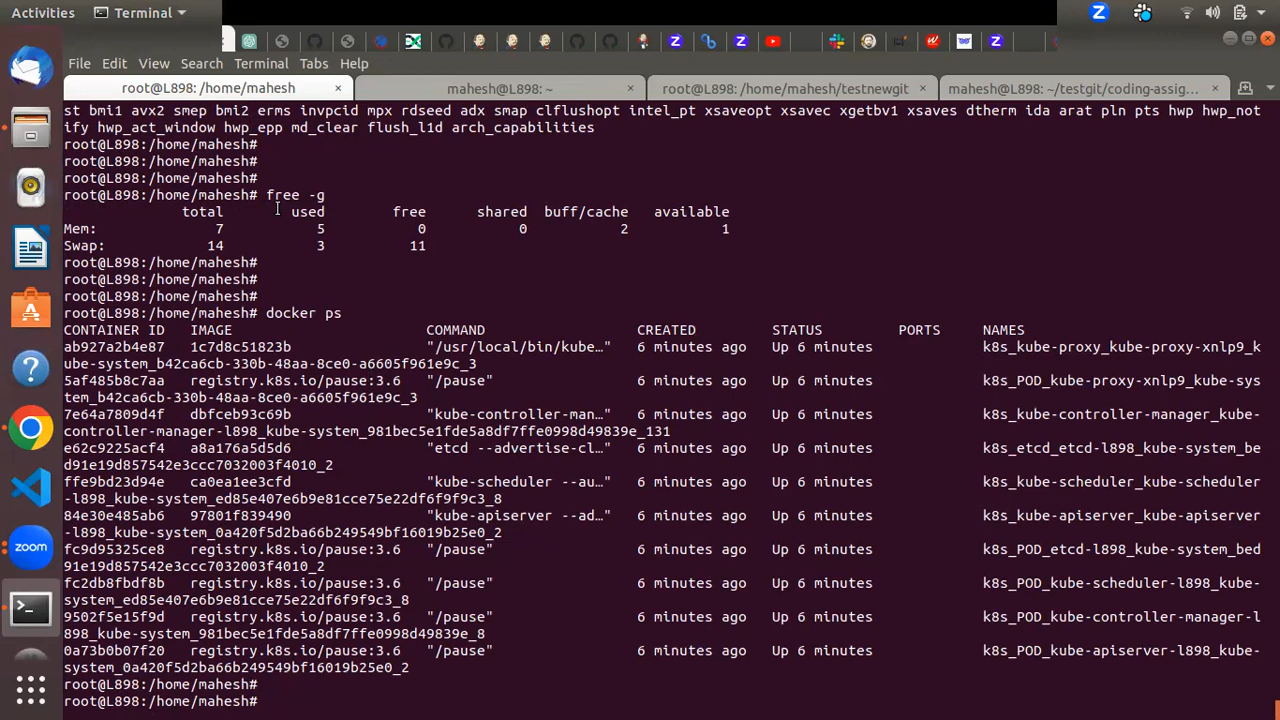 Activities
Terminal
File Edit View Search Terminal Tabs Help
root@L898: /home/mahesh × mahesh@L898: ~ × root@L898: /home/mahesh/testnewgit × mahesh@L898: ~/testgit/coding-assig... ×
st bmi1 avx2 smep bmi2 erms invpcid mpx rdseed adx smap clflushopt intel_pt xsaveopt xsavec xgetbv1 xsaves dtherm ida arat pln pts hwp hwp_not
ify hwp_act_window hwp_epp md_clear flush_l1d arch_capabilities
root@L898:/home/mahesh#
root@L898:/home/mahesh#
root@L898:/home/mahesh#
root@L898:/home/mahesh# free -g
total used free shared buff/cache available
Mem: 7 5 0 0 2 1
Swap: 14 3 11
root@L898:/home/mahesh#
root@L898:/home/mahesh#
root@L898:/home/mahesh#
root@L898:/home/mahesh# docker ps
CONTAINER ID IMAGE COMMAND CREATED STATUS PORTS NAMES
ab927a2b4e87 1c7d8c51823b "/usr/local/bin/kube…" 6 minutes ago Up 6 minutes k8s_kube-proxy_kube-proxy-xnlp9_k
ube-system_b42ca6cb-330b-48aa-8ce0-a6605f961e9c_3
5af485b8c7aa registry.k8s.io/pause:3.6 "/pause" 6 minutes ago Up 6 minutes k8s_POD_kube-proxy-xnlp9_kube-sys
tem_b42ca6cb-330b-48aa-8ce0-a6605f961e9c_3
7e64a7809d4f dbfceb93c69b "kube-controller-man…" 6 minutes ago Up 6 minutes k8s_kube-controller-manager_kube-
controller-manager-l898_kube-system_981bec5e1fde5a8df7ffe0998d49839e_131
e62c9225acf4 a8a176a5d5d6 "etcd --advertise-cl…" 6 minutes ago Up 6 minutes k8s_etcd_etcd-l898_kube-system_be
d91e19d857542e3ccc7032003f4010_2
ffe9bd23d94e ca0ea1ee3cfd "kube-scheduler --au…" 6 minutes ago Up 6 minutes k8s_kube-scheduler_kube-scheduler
-l898_kube-system_ed85e407e6b9e81cce75e22df6f9f9c3_8
84e30e485ab6 97801f839490 "kube-apiserver --ad…" 6 minutes ago Up 6 minutes k8s_kube-apiserver_kube-apiserver
-l898_kube-system_0a420f5d2ba66b249549bf16019b25e0_2
fc9d95325ce8 registry.k8s.io/pause:3.6 "/pause" 6 minutes ago Up 6 minutes k8s_POD_etcd-l898_kube-system_bed
91e19d857542e3ccc7032003f4010_2
fc2db8fbdf8b registry.k8s.io/pause:3.6 "/pause" 6 minutes ago Up 6 minutes k8s_POD_kube-scheduler-l898_kube-
system_ed85e407e6b9e81cce75e22df6f9f9c3_8
9502f5e15f9d registry.k8s.io/pause:3.6 "/pause" 6 minutes ago Up 6 minutes k8s_POD_kube-controller-manager-l
898_kube-system_981bec5e1fde5a8df7ffe0998d49839e_8
0a73b0b07f20 registry.k8s.io/pause:3.6 "/pause" 6 minutes ago Up 6 minutes k8s_POD_kube-apiserver-l898_kube-
system_0a420f5d2ba66b249549bf16019b25e0_2
root@L898:/home/mahesh#
root@L898:/home/mahesh#
zoom